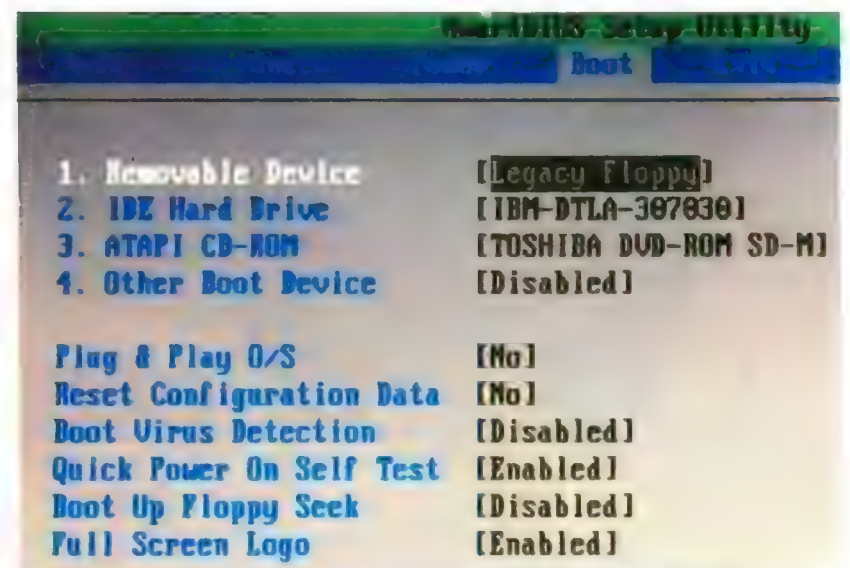 Setup Utility
Boot
1. Removable Device [Legacy Floppy]
2. IDE Hard Drive [IBM-DTLA-307030]
3. ATAPI CD-ROM [TOSHIBA DVD-ROM SD-M]
4. Other Boot Device [Disabled]
Plug & Play O/S [No]
Reset Configuration Data [No]
Boot Virus Detection [Disabled]
Quick Power On Self Test [Enabled]
Boot Up Floppy Seek [Disabled]
Full Screen Logo [Enabled]